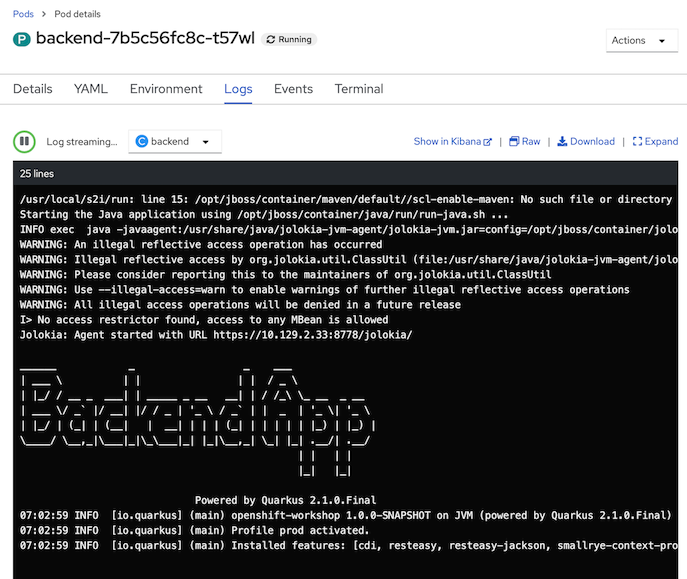 Pods > Pod details
P backend-7b5c56fc8c-t57wl Running
Actions
Details YAML Environment Logs Events Terminal
Log streaming... C backend Show in Kibana | Raw | Download | Expand
25 lines
/usr/local/s2i/run: line 15: /opt/jboss/container/maven/default//scl-enable-maven: No such file or directory
Starting the Java application using /opt/jboss/container/java/run/run-java.sh ...
INFO exec  java -javaagent:/usr/share/java/jolokia-jvm-agent/jolokia-jvm.jar=config=/opt/jboss/container/jolo
WARNING: An illegal reflective access operation has occurred
WARNING: Illegal reflective access by org.jolokia.util.ClassUtil (file:/usr/share/java/jolokia-jvm-agent/jolo
WARNING: Please consider reporting this to the maintainers of org.jolokia.util.ClassUtil
WARNING: Use --illegal-access=warn to enable warnings of further illegal reflective access operations
WARNING: All illegal access operations will be denied in a future release
I> No access restrictor found, access to any MBean is allowed
Jolokia: Agent started with URL https://10.129.2.33:8778/jolokia/
BackendApp
Powered by Quarkus 2.1.0.Final
07:02:59 INFO  [io.quarkus] (main) openshift-workshop 1.0.0-SNAPSHOT on JVM (powered by Quarkus 2.1.0.Final)
07:02:59 INFO  [io.quarkus] (main) Profile prod activated.
07:02:59 INFO  [io.quarkus] (main) Installed features: [cdi, resteasy, resteasy-jackson, smallrye-context-pro